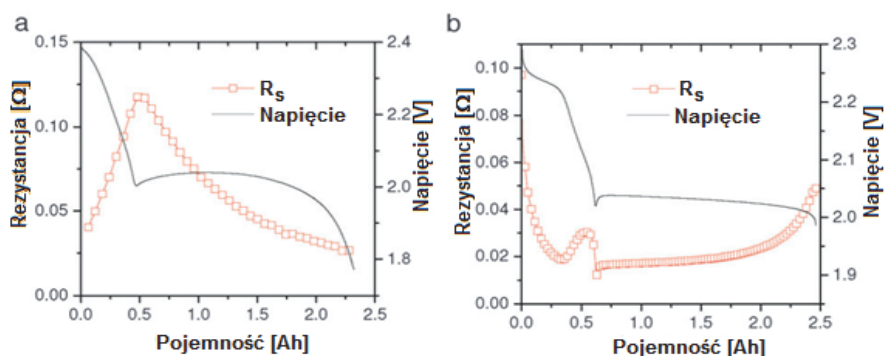 a
0.15
0.10
0.05
0.00
Rezystancja [Ω]
2.4
2.2
2.0
1.8
Napięcie [V]
Rs
Napięcie
0.0 0.5 1.0 1.5 2.0 2.5
Pojemność [Ah]
b
0.10
0.08
0.06
0.04
0.02
0.00
Rezystancja [Ω]
2.3
2.2
2.1
2.0
1.9
Napięcie [V]
Rs
Napięcie
0.0 0.5 1.0 1.5 2.0 2.5
Pojemność [Ah]